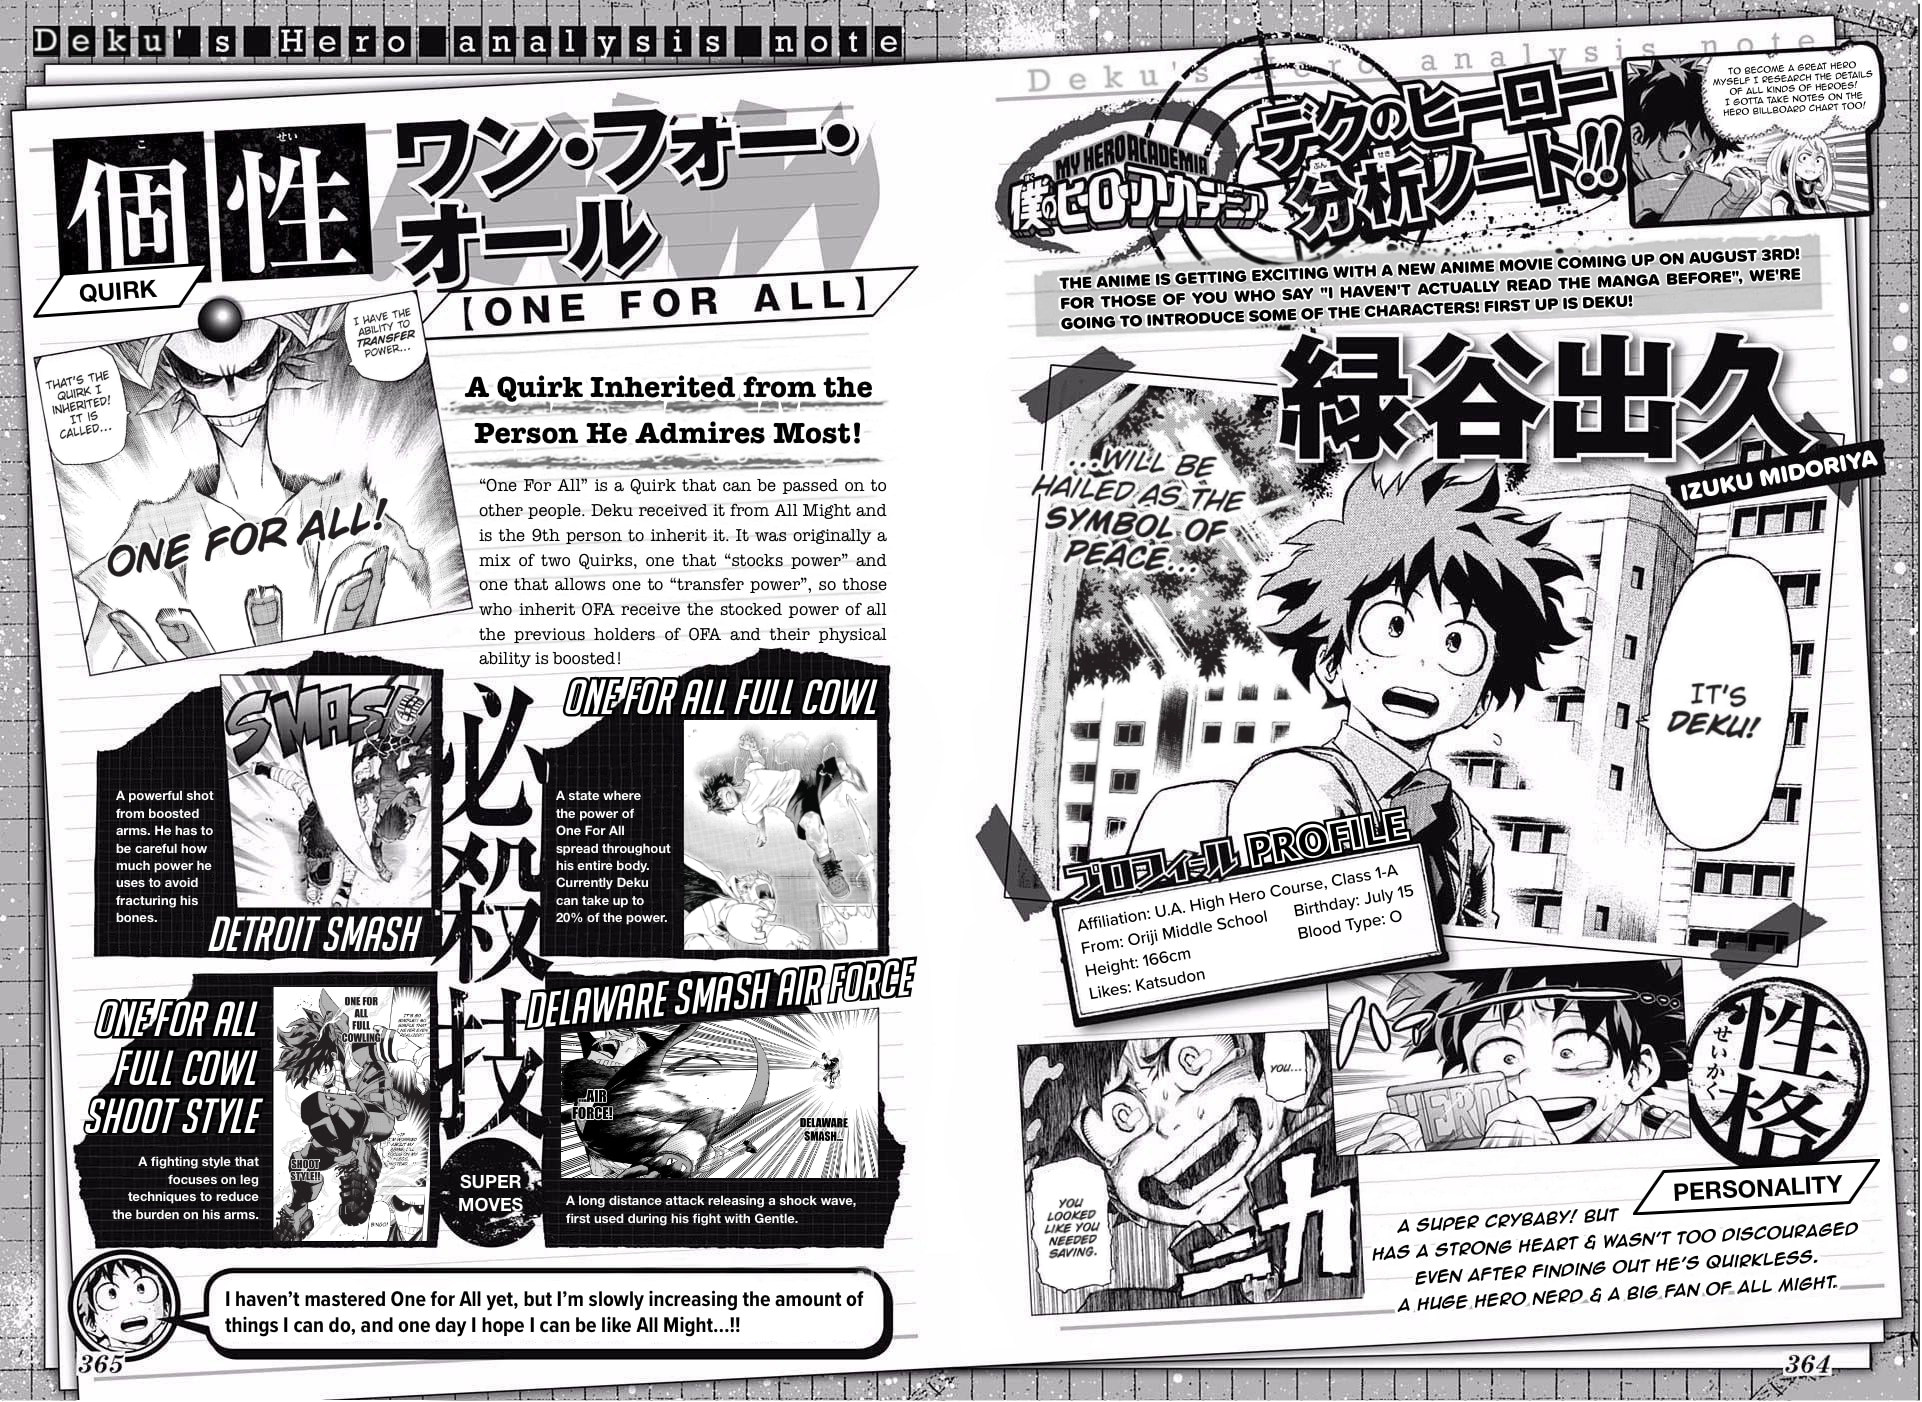 Deku's Hero analysis note
デクのヒーロー
分析ノート!!
ぶん せき
MY HERO ACADEMIA
僕のヒーローアカデミア
TO BECOME A GREAT HERO
MYSELF I RESEARCH THE DETAILS
OF ALL KINDS OF HEROES!
I GOTTA TAKE NOTES ON THE
HERO BILLBOARD CHART TOO!
THE ANIME IS GETTING EXCITING WITH A NEW ANIME MOVIE COMING UP ON AUGUST 3RD!
FOR THOSE OF YOU WHO SAY "I HAVEN'T ACTUALLY READ THE MANGA BEFORE", WE'RE
GOING TO INTRODUCE SOME OF THE CHARACTERS! FIRST UP IS DEKU!
緑谷出久
IZUKU MIDORIYA
...WILL BE
HAILED AS THE
SYMBOL OF
PEACE...
IT'S
DEKU!
プロフィール PROFILE
Affiliation: U.A. High Hero Course, Class 1-A
From: Oriji Middle School Birthday: July 15
Height: 166cm Blood Type: O
Likes: Katsudon
HERO
性格
せいかく
PERSONALITY
YOU...
YOU
LOOKED
LIKE YOU
NEEDED
SAVING.
A SUPER CRYBABY! BUT
HAS A STRONG HEART & WASN'T TOO DISCOURAGED
EVEN AFTER FINDING OUT HE'S QUIRKLESS.
A HUGE HERO NERD & A BIG FAN OF ALL MIGHT.
364
Deku's Hero analysis note
こ せい
個性
QUIRK
ワン・フォー・
オール
【ONE FOR ALL】
I HAVE THE
ABILITY TO
TRANSFER
POWER...
THAT'S THE
QUIRK I
INHERITED!
IT IS
CALLED...
ONE FOR ALL!
A Quirk Inherited from the
Person He Admires Most!
“One For All” is a Quirk that can be passed on to
other people. Deku received it from All Might and
is the 9th person to inherit it. It was originally a
mix of two Quirks, one that “stocks power” and
one that allows one to “transfer power”, so those
who inherit OFA receive the stocked power of all
the previous holders of OFA and their physical
ability is boosted!
必殺技
SUPER
MOVES
ONE FOR ALL FULL COWL
A state where
the power of
One For All
spread throughout
his entire body.
Currently Deku
can take up to
20% of the power.
SMASH
A powerful shot
from boosted
arms. He has to
be careful how
much power he
uses to avoid
fracturing his
bones.
DETROIT SMASH
DELAWARE SMASH AIR FORCE
...AIR
FORCE!
DELAWARE
SMASH...
A long distance attack releasing a shock wave,
first used during his fight with Gentle.
ONE FOR ALL
FULL COWL
SHOOT STYLE
ONE FOR
ALL
FULL
COWLING
SHOOT
STYLE!!
BINGO!
A fighting style that
focuses on leg
techniques to reduce
the burden on his arms.
I haven’t mastered One for All yet, but I’m slowly increasing the amount of
things I can do, and one day I hope I can be like All Might...!!
365